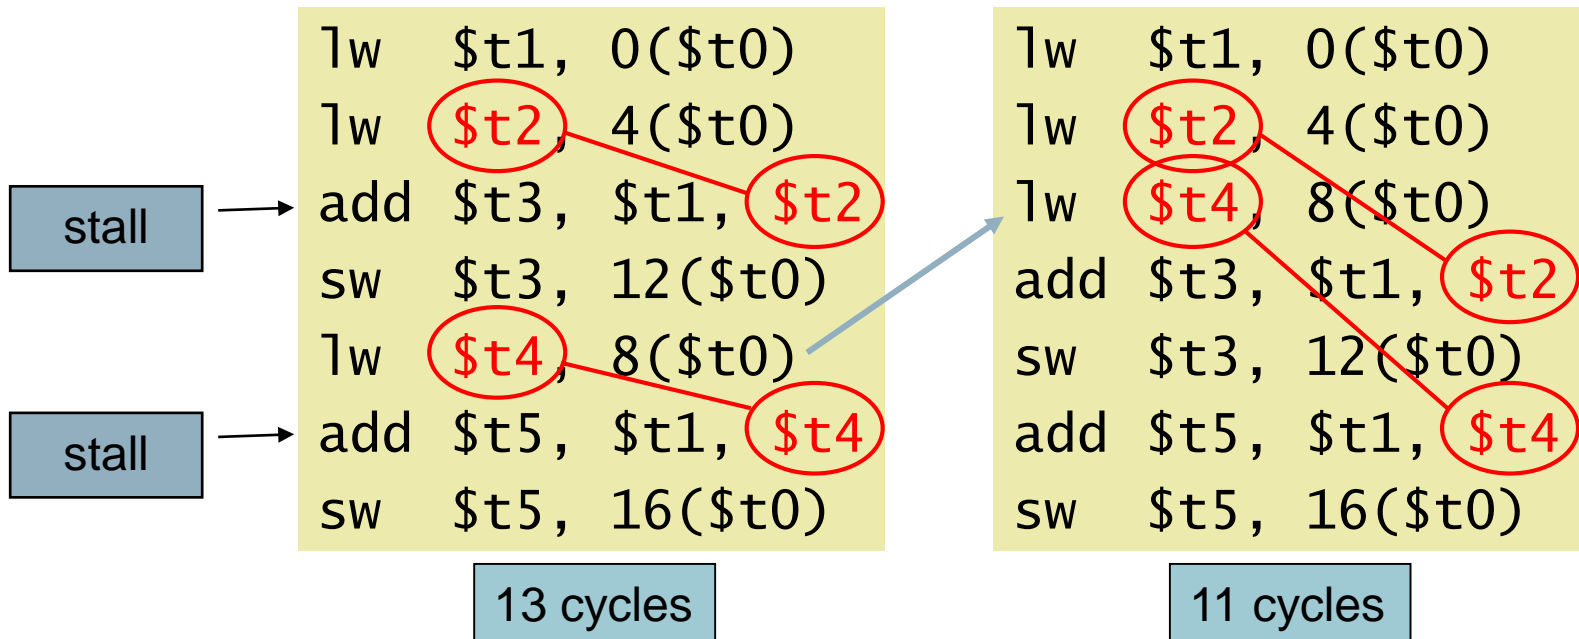 lw $t1, 0($t0)
lw $t2, 4($t0)
stall
add $t3, $t1, $t2
sw $t3, 12($t0)
lw $t4, 8($t0)
stall
add $t5, $t1, $t4
sw $t5, 16($t0)
13 cycles
lw $t1, 0($t0)
lw $t2, 4($t0)
lw $t4, 8($t0)
add $t3, $t1, $t2
sw $t3, 12($t0)
add $t5, $t1, $t4
sw $t5, 16($t0)
11 cycles